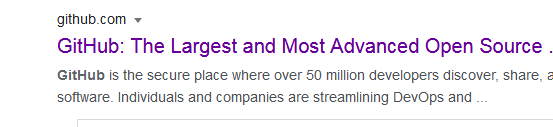 github.com
GitHub: The Largest and Most Advanced Open Source .
GitHub is the secure place where over 50 million developers discover, share, a
software. Individuals and companies are streamlining DevOps and ...